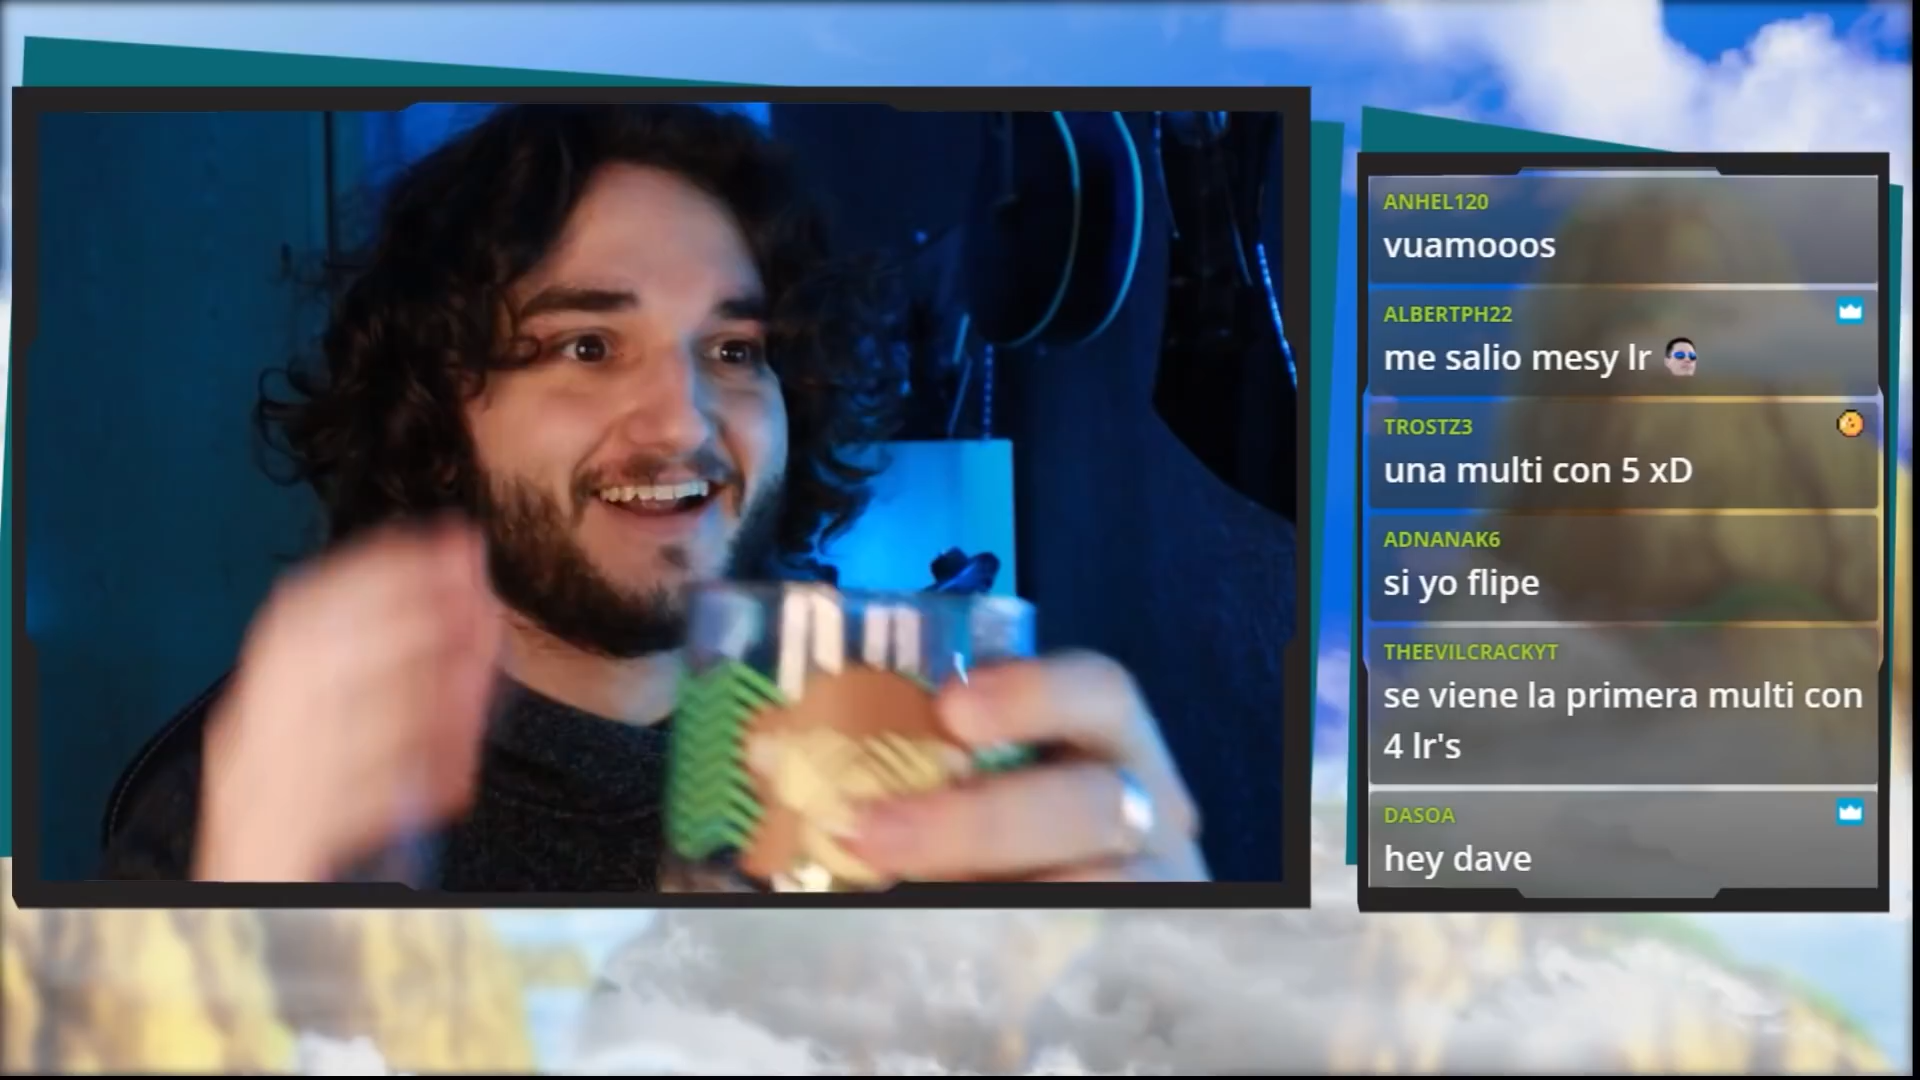 ANHEL120
vuamooos
ALBERTPH22
me salio mesy lr
TROSTZ3
una multi con 5 xD
ADNANAK6
si yo flipe
THEEVILCRACKYT
se viene la primera multi con
4 lr's
DASOA
hey dave